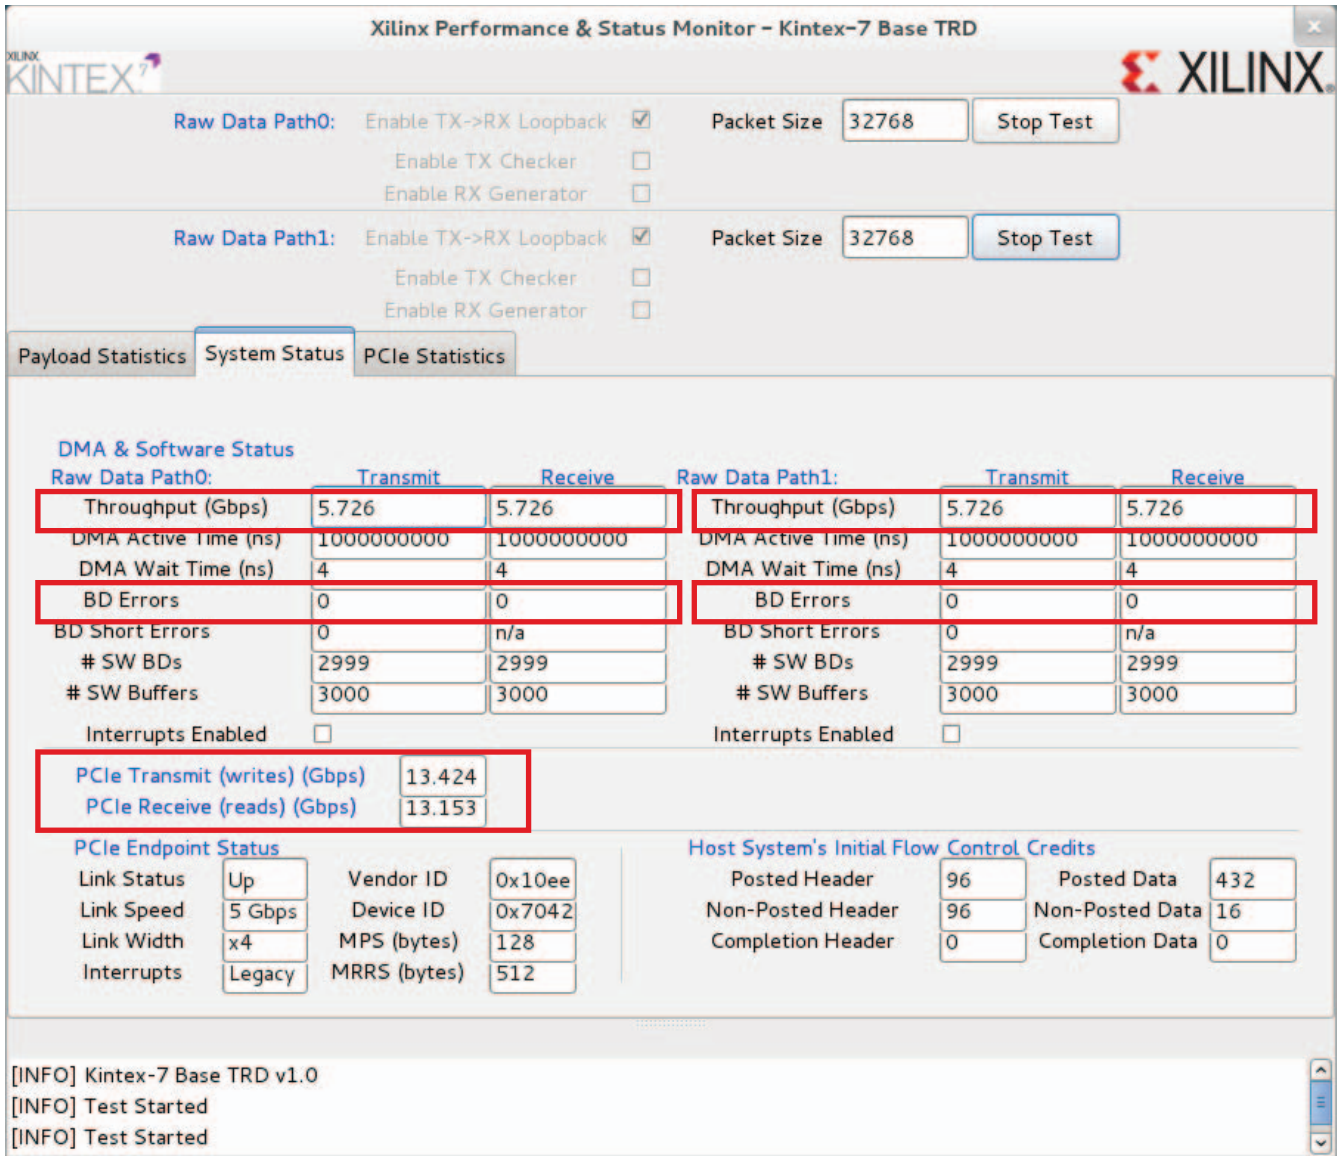 Xilinx Performance & Status Monitor – Kintex-7 Base TRD
XILINX
KINTEX 7
XILINX
Raw Data Path0: Enable TX->RX Loopback Packet Size 32768 Stop Test
Enable TX Checker
Enable RX Generator
Raw Data Path1: Enable TX->RX Loopback Packet Size 32768 Stop Test
Enable TX Checker
Enable RX Generator
Payload Statistics System Status PCIe Statistics
DMA & Software Status
Raw Data Path0: Transmit Receive Raw Data Path1: Transmit Receive
Throughput (Gbps) 5.726 5.726 Throughput (Gbps) 5.726 5.726
DMA Active Time (ns) 1000000000 1000000000 DMA Active Time (ns) 1000000000 1000000000
DMA Wait Time (ns) 4 4 DMA Wait Time (ns) 4 4
BD Errors 0 0 BD Errors 0 0
BD Short Errors 0 n/a BD Short Errors 0 n/a
# SW BDs 2999 2999 # SW BDs 2999 2999
# SW Buffers 3000 3000 # SW Buffers 3000 3000
Interrupts Enabled Interrupts Enabled
PCIe Transmit (writes) (Gbps) 13.424
PCIe Receive (reads) (Gbps) 13.153
PCIe Endpoint Status Host System's Initial Flow Control Credits
Link Status Up Vendor ID 0x10ee Posted Header 96 Posted Data 432
Link Speed 5 Gbps Device ID 0x7042 Non-Posted Header 96 Non-Posted Data 16
Link Width x4 MPS (bytes) 128 Completion Header 0 Completion Data 0
Interrupts Legacy MRRS (bytes) 512
[INFO] Kintex-7 Base TRD v1.0
[INFO] Test Started
[INFO] Test Started